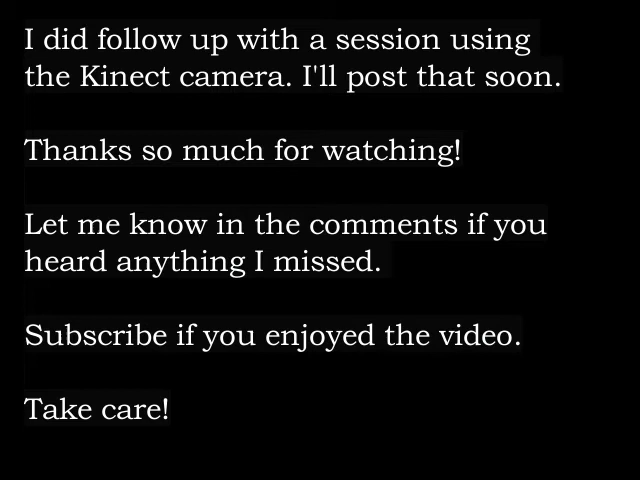 I did follow up with a session using
the Kinect camera. I'll post that soon.
Thanks so much for watching!
Let me know in the comments if you
heard anything I missed.
Subscribe if you enjoyed the video.
Take care!